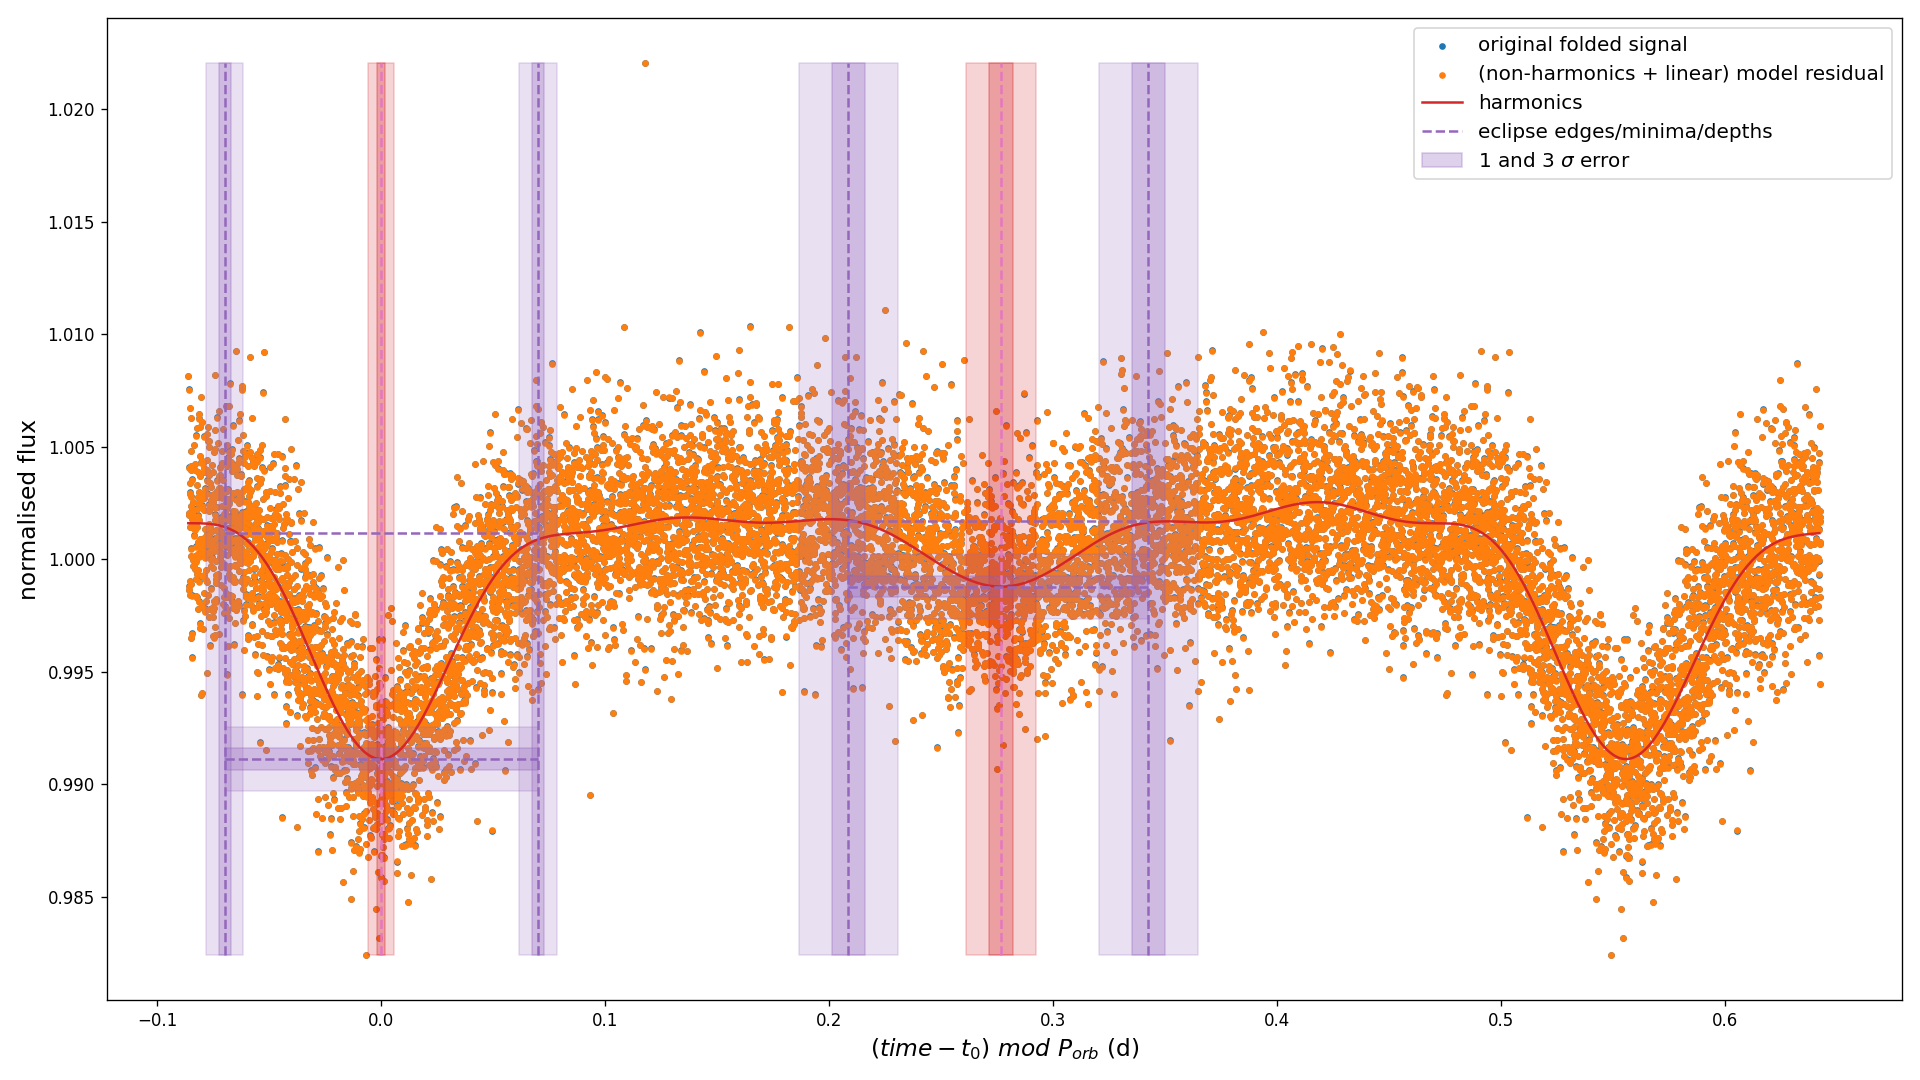 original folded signal
(non-harmonics + linear) model residual
harmonics
eclipse edges/minima/depths
1 and 3 σ error
normalised flux
1.020
1.015
1.010
1.005
1.000
0.995
0.990
0.985
−0.1 0.0 0.1 0.2 0.3 0.4 0.5 0.6
(time − t₀) mod Pₒᵣᵦ (d)